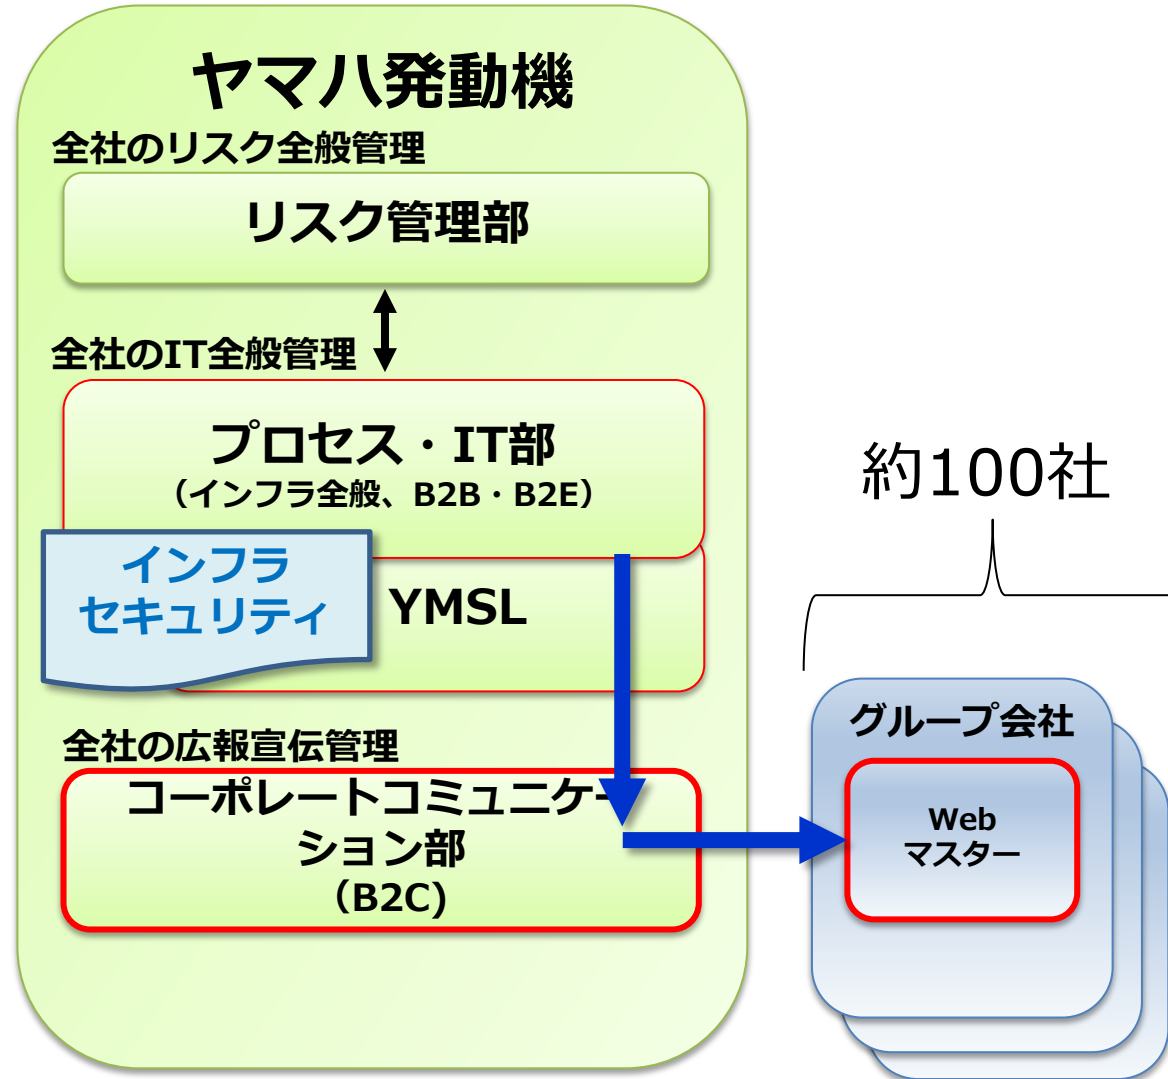 ヤマハ発動機
全社のリスク全般管理
リスク管理部
全社のIT全般管理
プロセス・IT部
（インフラ全般、B2B・B2E）
インフラ
セキュリティ
YMSL
全社の広報宣伝管理
コーポレートコミュニケー
ション部
（B2C)
約100社
グループ会社
Web
マスター